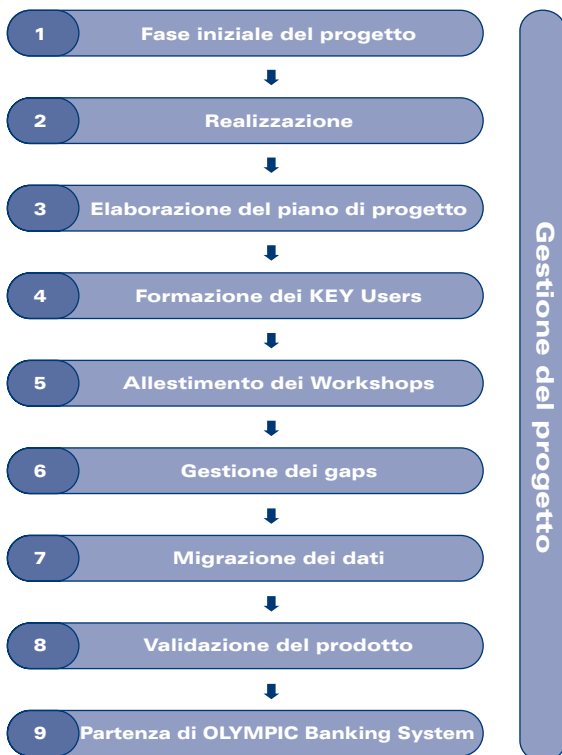 1 Fase iniziale del progetto
2 Realizzazione
3 Elaborazione del piano di progetto
4 Formazione dei KEY Users
5 Allestimento dei Workshops
6 Gestione dei gaps
7 Migrazione dei dati
8 Validazione del prodotto
9 Partenza di OLYMPIC Banking System
Gestione del progetto